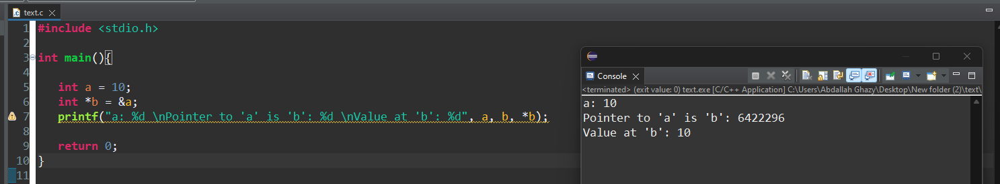 text.c
1 #include <stdio.h>
2
3 int main(){
4
5 int a = 10;
6 int *b = &a;
7 printf("a: %d \nPointer to 'a' is 'b': %d \nValue at 'b': %d", a, b, *b);
8
9 return 0;
10 }
11
Console
<terminated> (exit value: 0) text.exe [C/C++ Application] C:\Users\Abdallah Ghazy\Desktop\New folder (2)\text\
a: 10
Pointer to 'a' is 'b': 6422296
Value at 'b': 10